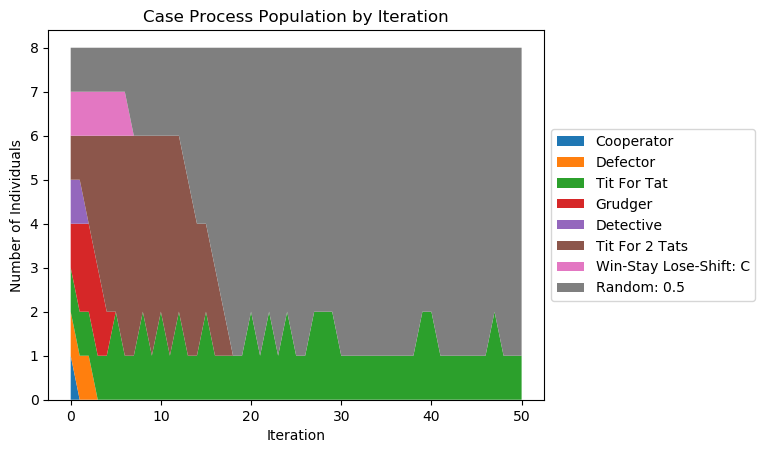 Case Process Population by Iteration
Number of Individuals
8
7
6
5
4
3
2
1
0
0 10 20 30 40 50
Iteration
Cooperator
Defector
Tit For Tat
Grudger
Detective
Tit For 2 Tats
Win-Stay Lose-Shift: C
Random: 0.5